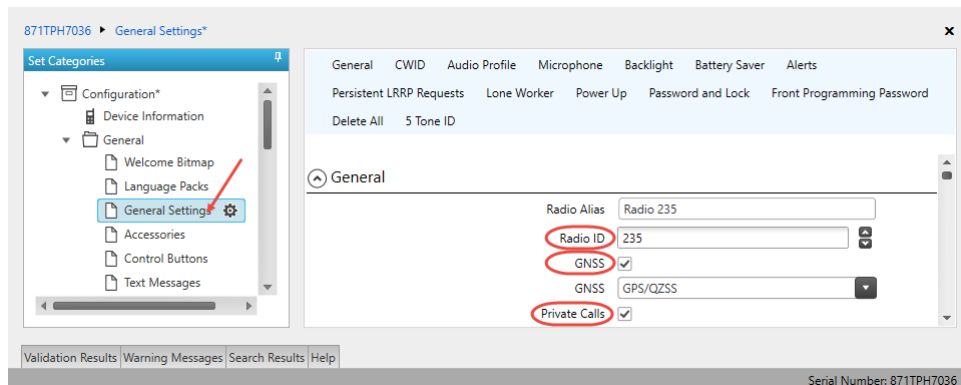 871TPH7036 General Settings*
x
Set Categories
Configuration*
Device Information
General
Welcome Bitmap
Language Packs
General Settings
Accessories
Control Buttons
Text Messages
General CWID Audio Profile Microphone Backlight Battery Saver Alerts
Persistent LRRP Requests Lone Worker Power Up Password and Lock Front Programming Password
Delete All 5 Tone ID
General
Radio Alias Radio 235
Radio ID 235
GNSS
GNSS GPS/QZSS
Private Calls
Validation Results Warning Messages Search Results Help
Serial Number: 871TPH7036